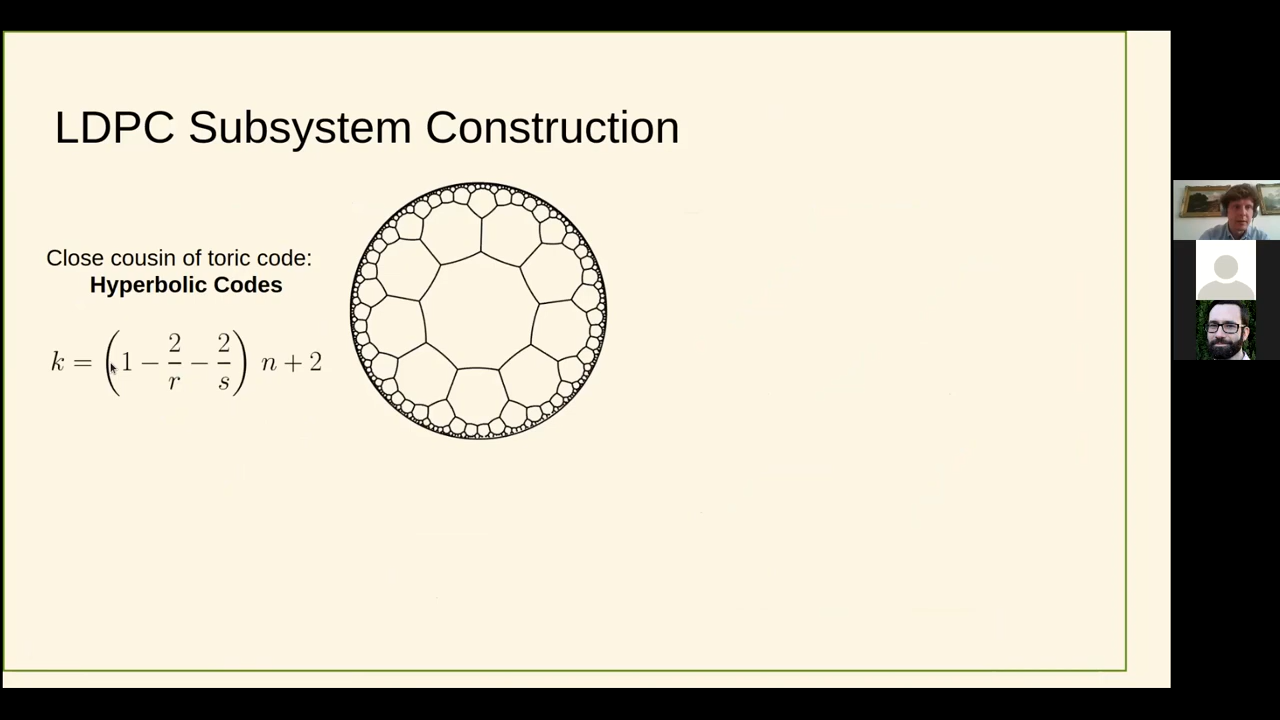 LDPC Subsystem Construction
Close cousin of toric code:
Hyperbolic Codes
k = (1 − 2/r − 2/s) n + 2